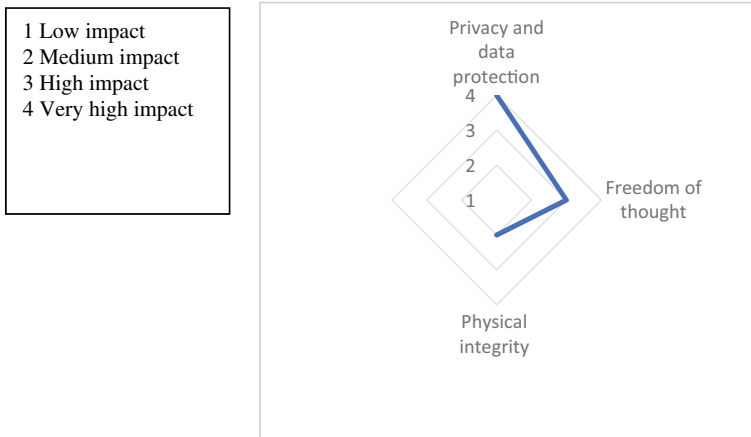 1 Low impact
2 Medium impact
3 High impact
4 Very high impact
Privacy and
data
protection
4
3
2
1
Freedom of
thought
Physical
integrity